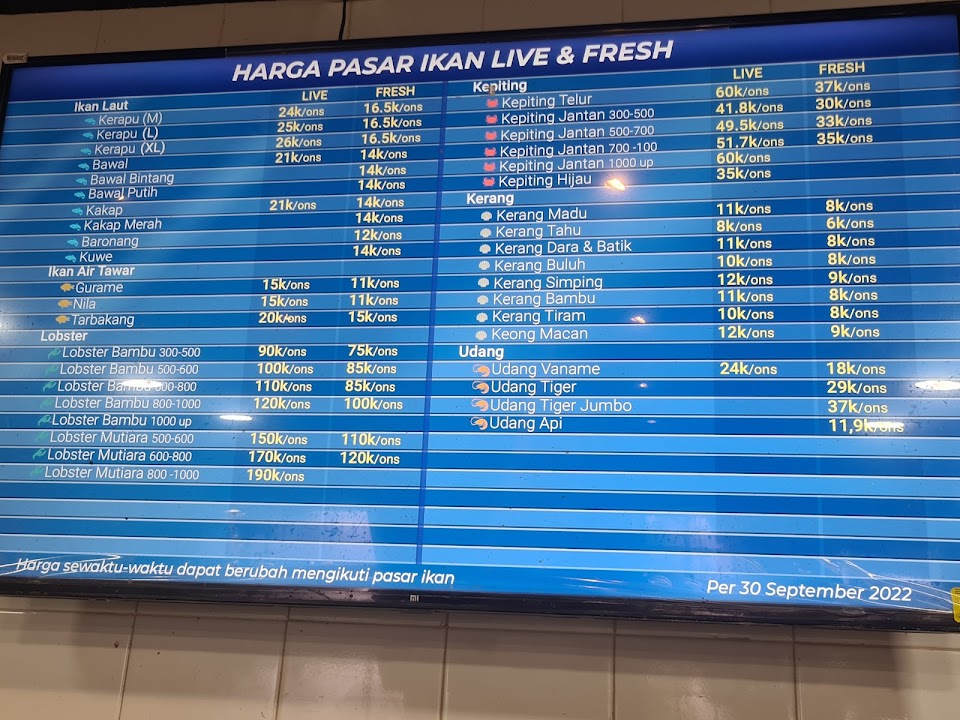 HARGA PASAR IKAN LIVE & FRESH
LIVE FRESH
Ikan Laut
Kerapu (M) 24k/ons 16.5k/ons
Kerapu (L) 25k/ons 16.5k/ons
Kerapu (XL) 26k/ons 16.5k/ons
Bawal 21k/ons 14k/ons
Bawal Bintang 14k/ons
Bawal Putih 14k/ons
Kakap 21k/ons 14k/ons
Kakap Merah 14k/ons
Baronang 12k/ons
Kuwe 14k/ons
Ikan Air Tawar
Gurame 15k/ons 11k/ons
Nila 15k/ons 11k/ons
Tarbakang 20k/ons 15k/ons
Lobster
Lobster Bambu 300-500 90k/ons 75k/ons
Lobster Bambu 500-600 100k/ons 85k/ons
Lobster Bambu 110k/ons 85k/ons
Lobster Bambu 800-1000 120k/ons 100k/ons
Lobster Bambu 1000 up
Lobster Mutiara 500-600 150k/ons 110k/ons
Lobster Mutiara 600-800 170k/ons 120k/ons
Lobster Mutiara 800 -1000 190k/ons
LIVE FRESH
Kepiting
Kepiting Telur 60k/ons 37k/ons
Kepiting Jantan 300-500 41.8k/ons 30k/ons
Kepiting Jantan 500-700 49.5k/ons 33k/ons
Kepiting Jantan 700 -100 51.7k/ons 35k/ons
Kepiting Jantan 1000 up 60k/ons
Kepiting Hijau 35k/ons
Kerang
Kerang Madu 11k/ons 8k/ons
Kerang Tahu 8k/ons 6k/ons
Kerang Dara & Batik 11k/ons 8k/ons
Kerang Buluh 10k/ons 8k/ons
Kerang Simping 12k/ons 9k/ons
Kerang Bambu 11k/ons 8k/ons
Kerang Tiram 10k/ons 8k/ons
Keong Macan 12k/ons 9k/ons
Udang
Udang Vaname 24k/ons 18k/ons
Udang Tiger 29k/ons
Udang Tiger Jumbo 37k/ons
Udang Api 11,9k/ons
Harga sewaktu-waktu dapat berubah mengikuti pasar ikan
Per 30 September 2022
mi